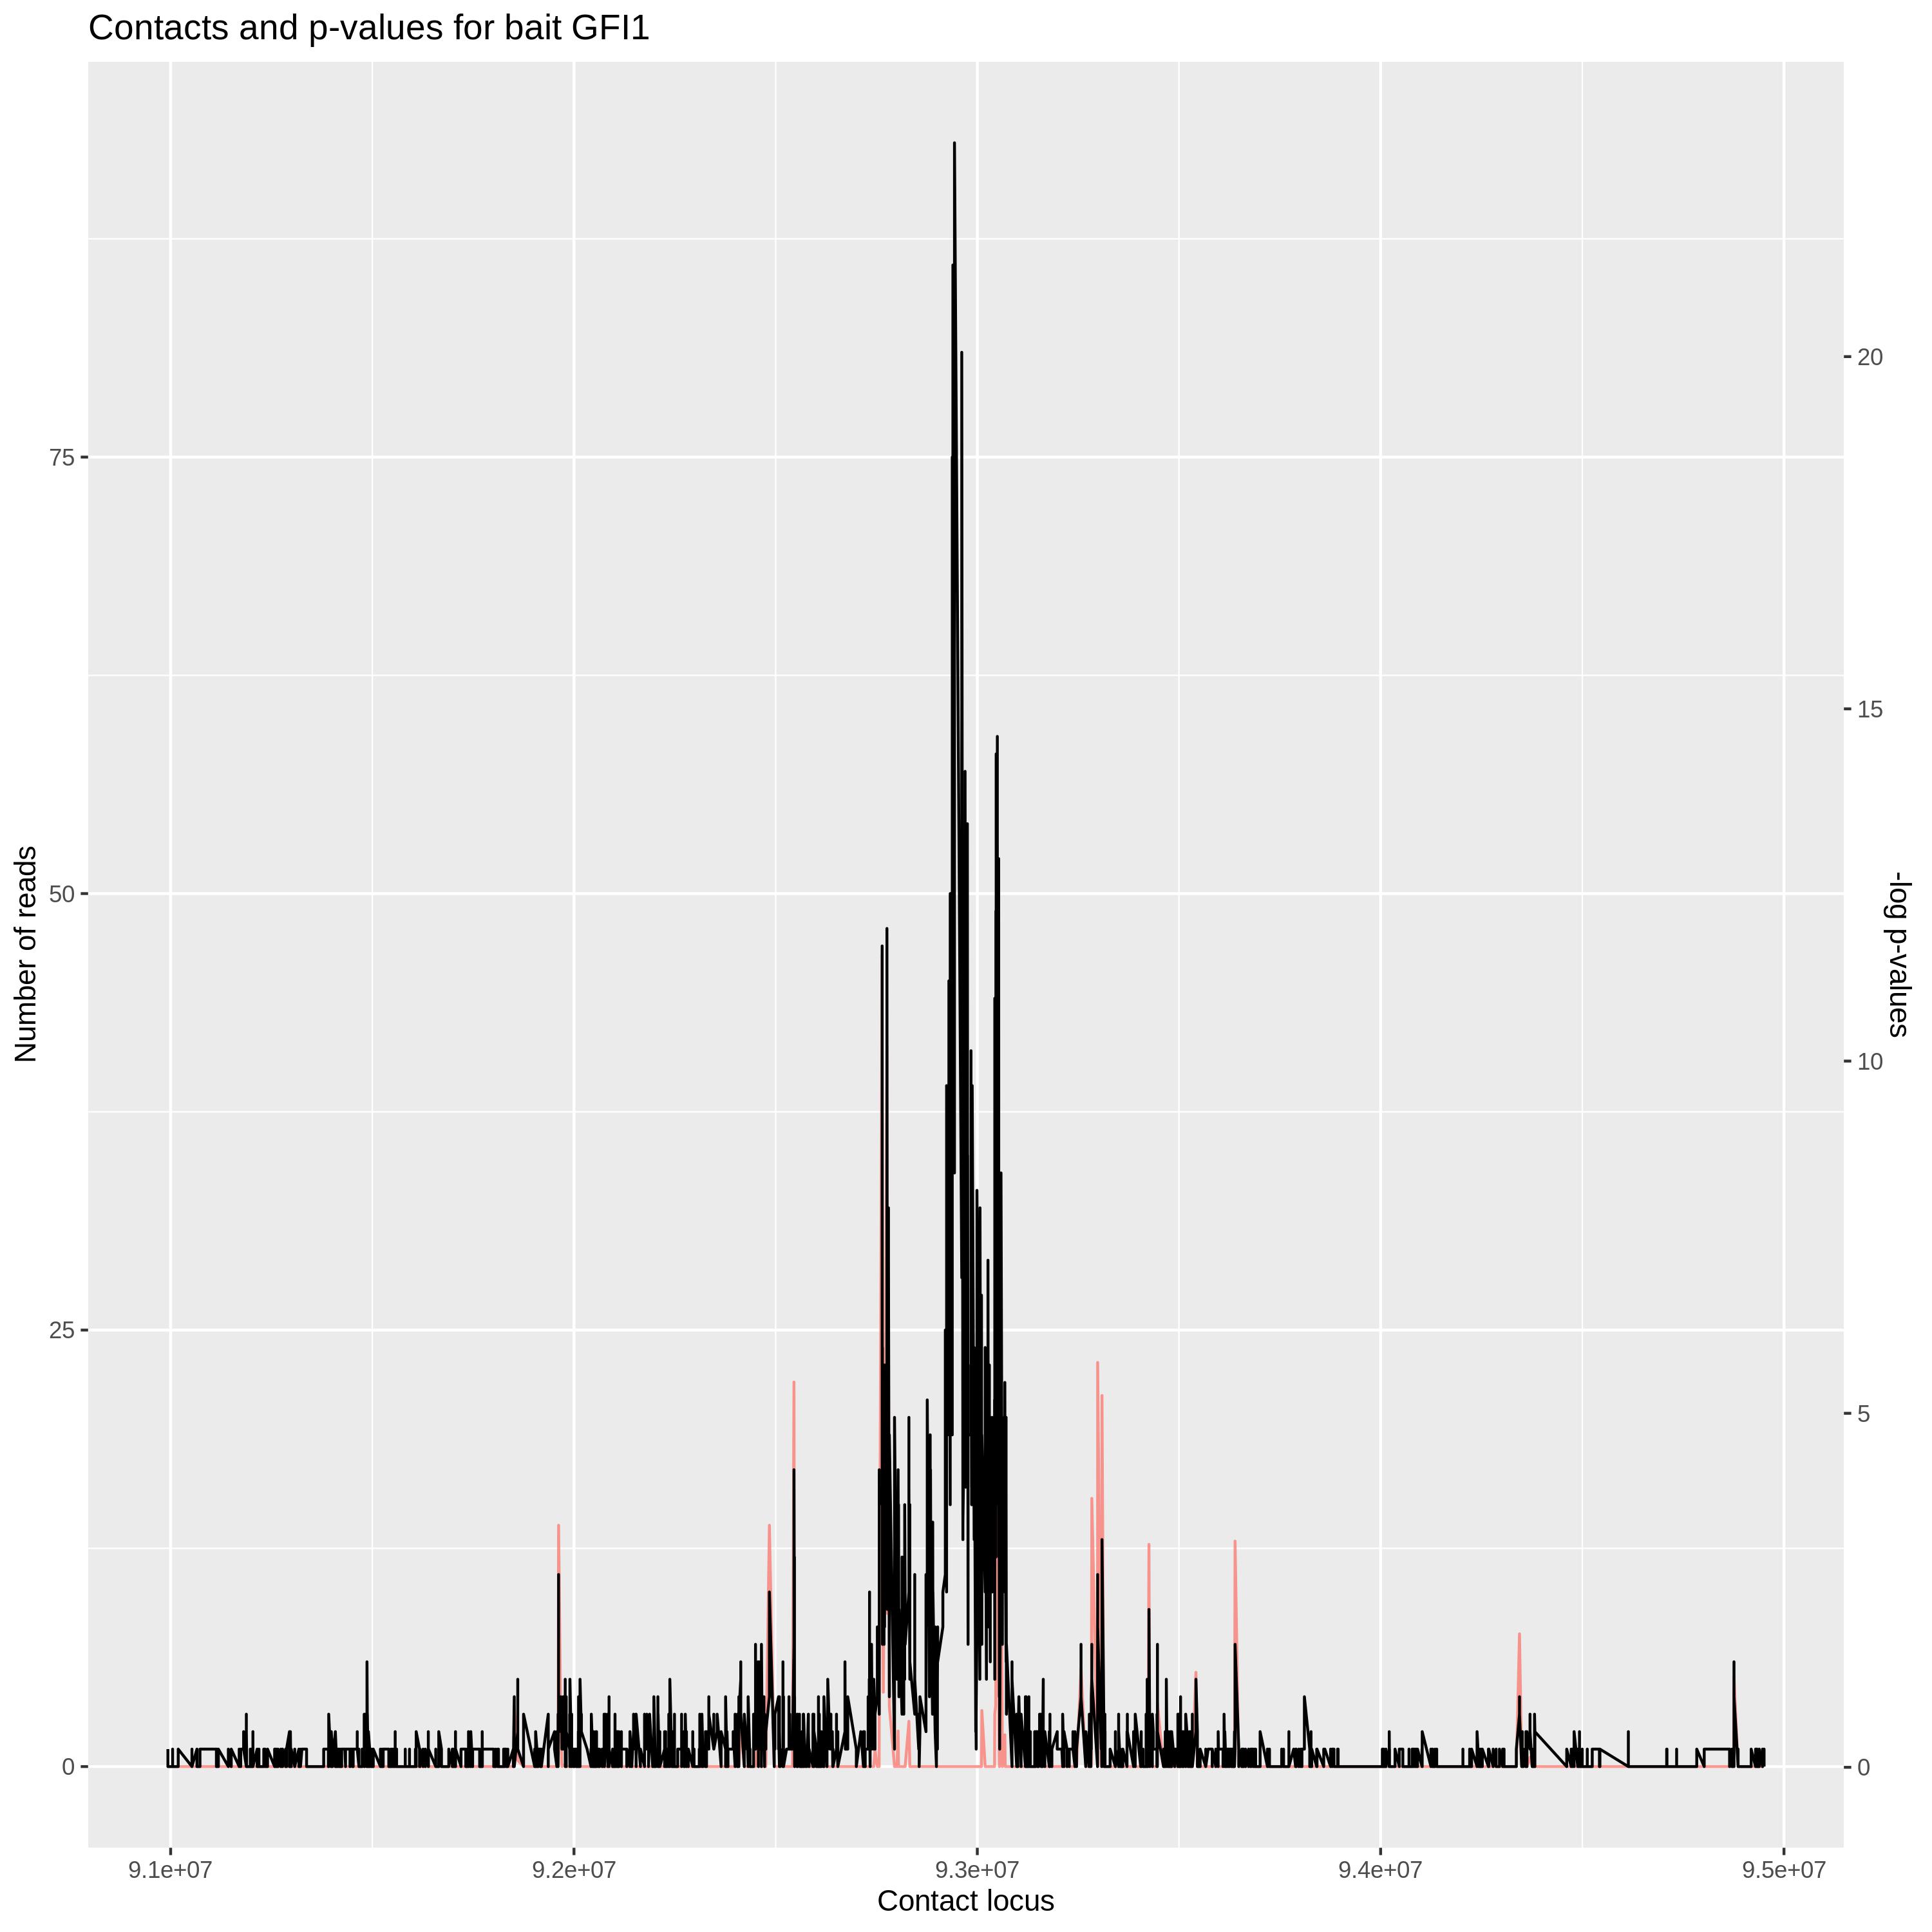 Contacts and p-values for bait GFI1
Number of reads
75
50
25
0
20
15
10
5
0
-log p-values
9.1e+07 9.2e+07 9.3e+07 9.4e+07 9.5e+07
Contact locus